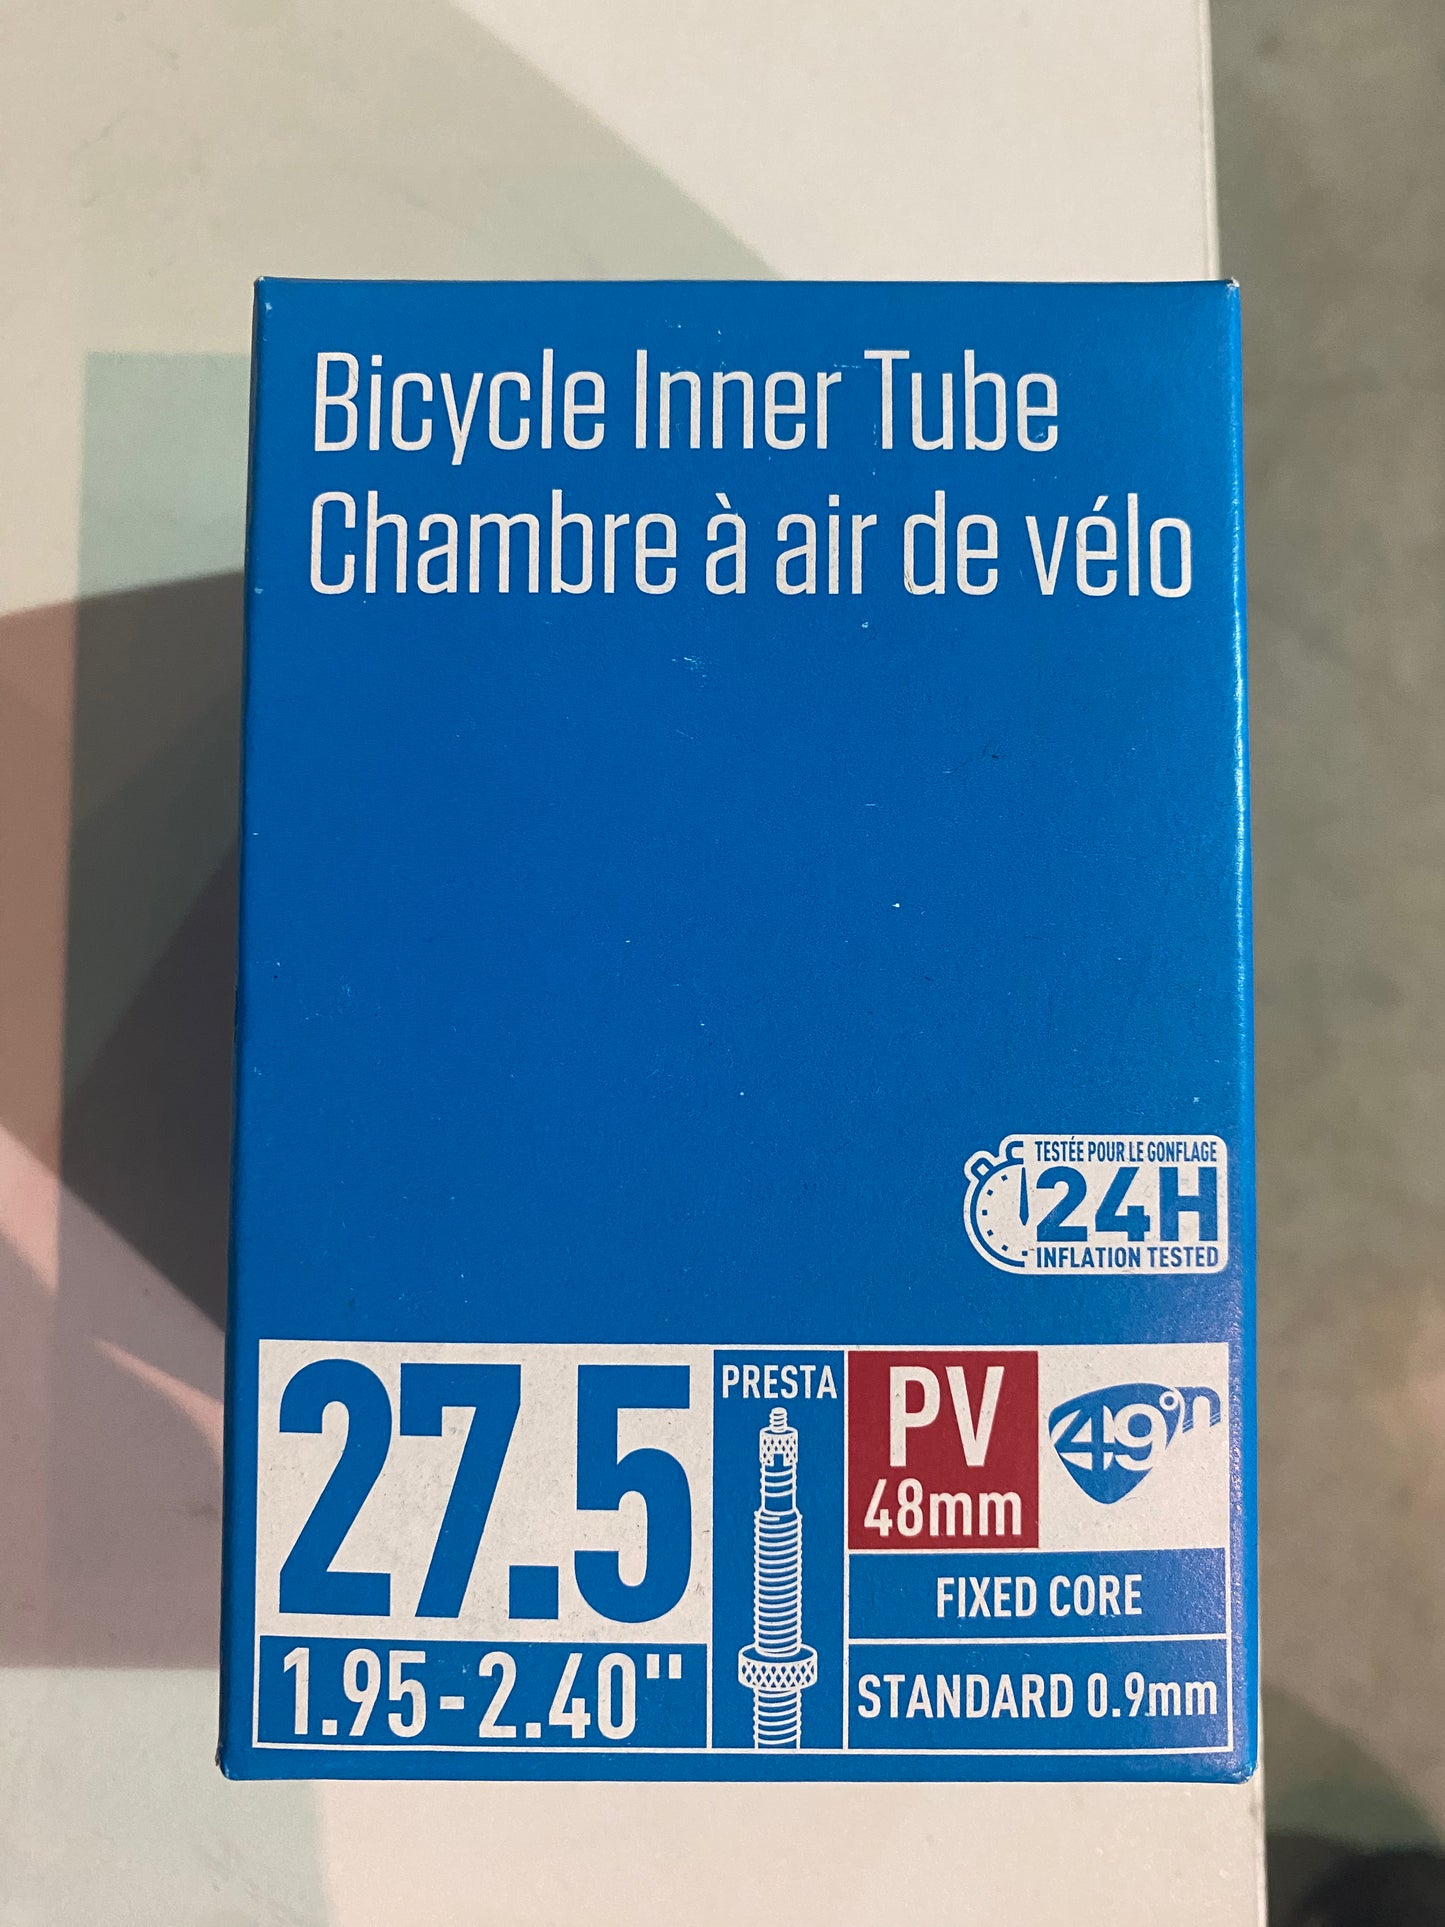 Bicycle Inner Tube
Chambre à air de vélo
TESTÉE POUR LE GONFLAGE
24H
INFLATION TESTED
27.5
1.95-2.40"
PRESTA
PV
48mm
49°n
FIXED CORE
STANDARD 0.9mm